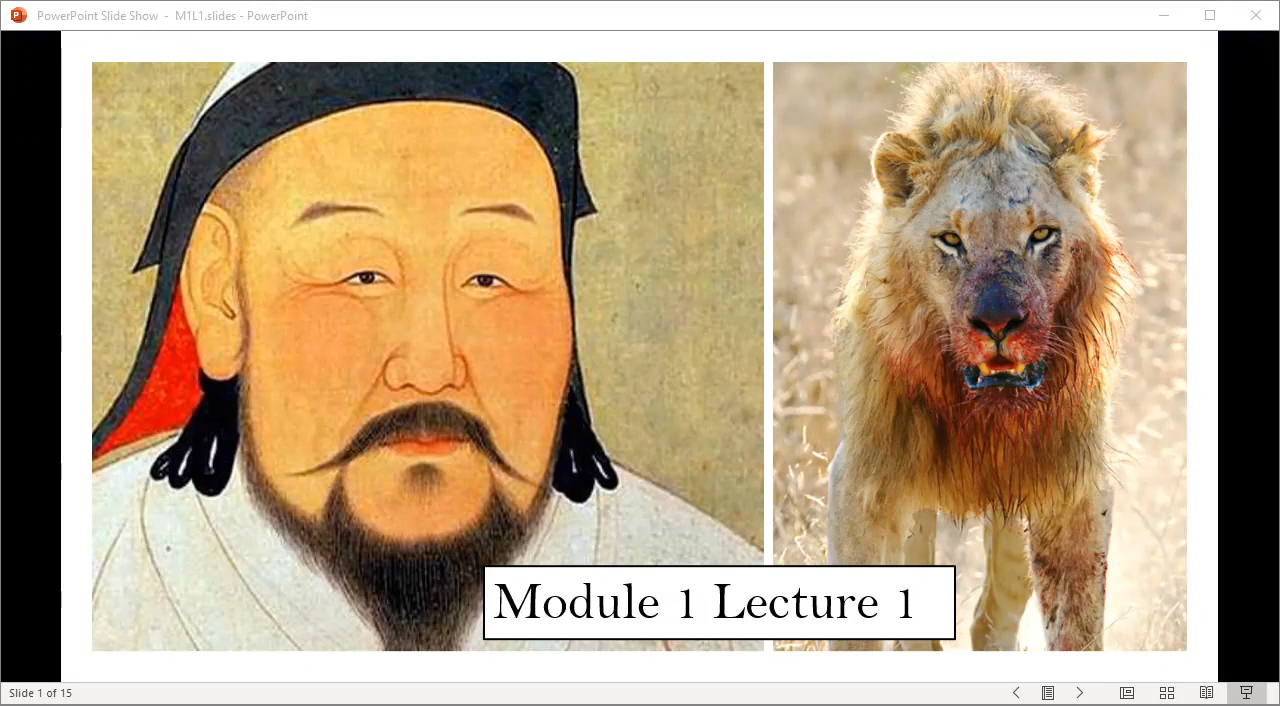 PowerPoint Slide Show - M1L1.slides - PowerPoint
Module 1 Lecture 1
Slide 1 of 15